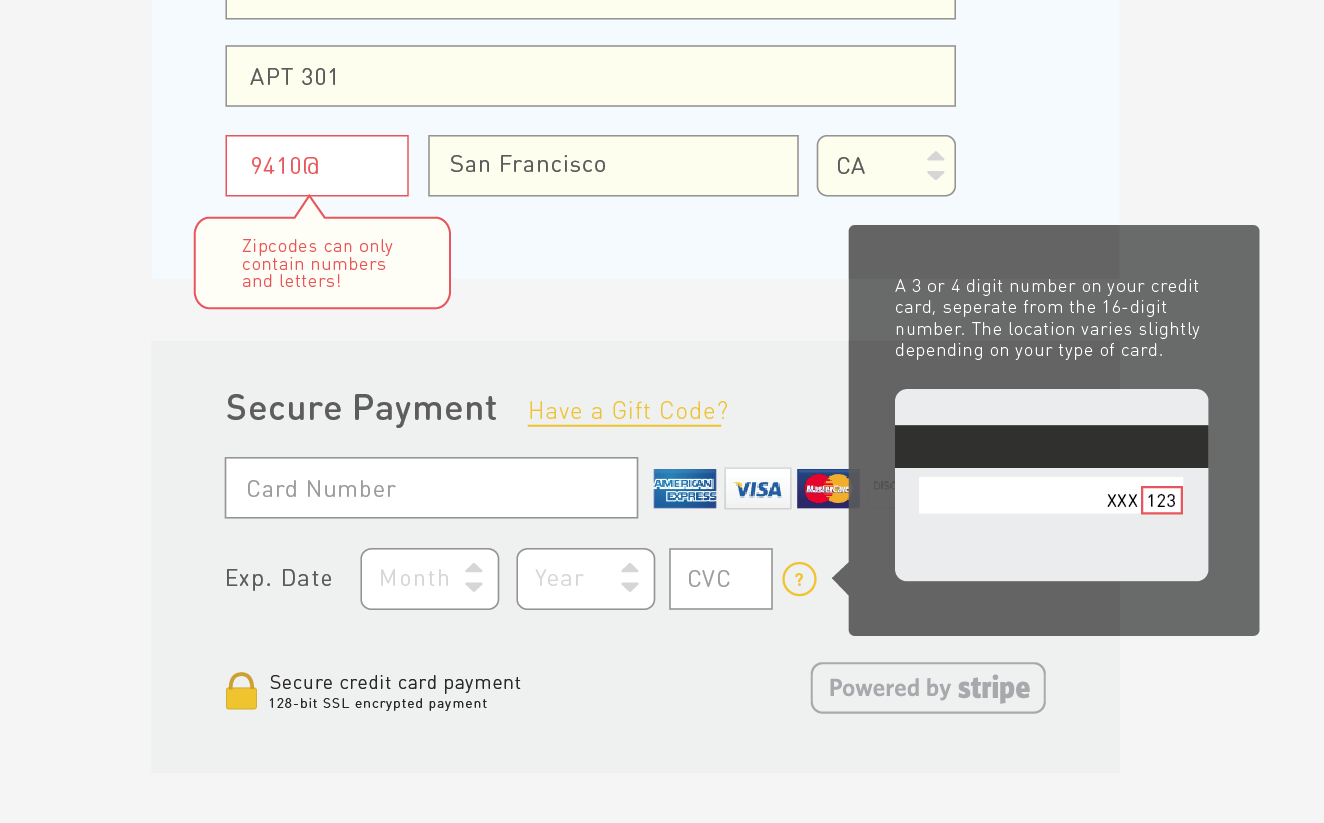 APT 301
9410@
San Francisco
CA
Zipcodes can only
contain numbers
and letters!
A 3 or 4 digit number on your credit
card, seperate from the 16-digit
number. The location varies slightly
depending on your type of card.
XXX 123
Secure Payment
Have a Gift Code?
Card Number
AMERICAN
EXPRESS
VISA
MasterCard
Exp. Date
Month
Year
CVC
?
Secure credit card payment
128-bit SSL encrypted payment
Powered by stripe